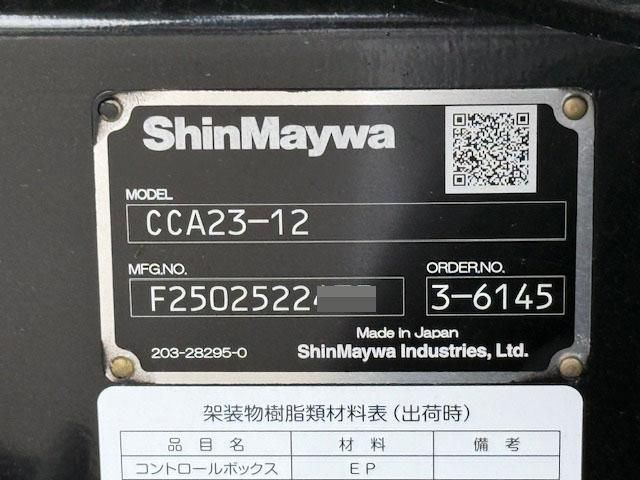 ShinMaywa
MODEL
CCA23-12
MFG.NO.
F2502522
ORDER.NO.
3-6145
Made in Japan
203-28295-0
ShinMaywa Industries, Ltd.
架装物樹脂類材料表(出荷時)
品目名 材料 備考
コントロールボックス EP